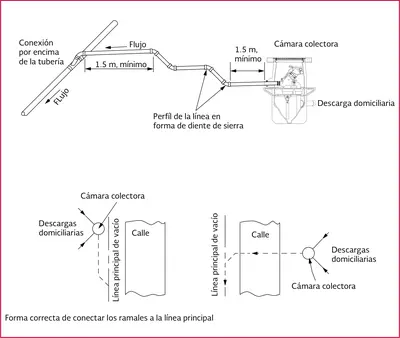 Conexión
por encima
de la tubería
Flujo
1.5 m, mínimo
FLujo
1.5 m,
mínimo
Cámara colectora
Descarga domiciliaria
Perfíl de la línea en
forma de diente de sierra
Cámara colectora
Descargas
domiciliarias
Línea principal de vacío
Calle
Línea principal de vacío
Calle
Descargas
domiciliarias
Cámara
colectora
Forma correcta de conectar los ramales a la línea principal